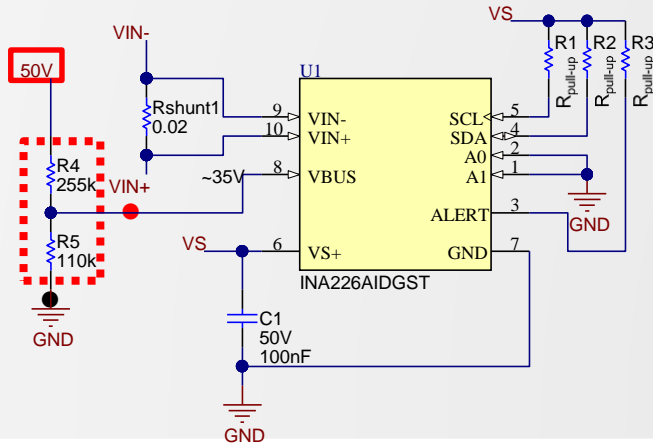 VIN-
VS
50V
U1
R1
R2
R3
Rpull-up
Rpull-up
Rpull-up
Rshunt1
0.02
9
VIN-
10
VIN+
SCL
5
SDA
4
A0
2
A1
1
R4
255k
VIN+
~35V
8
VBUS
ALERT
3
GND
R5
110k
VS
6
VS+
GND
7
INA226AIDGST
GND
C1
50V
100nF
GND